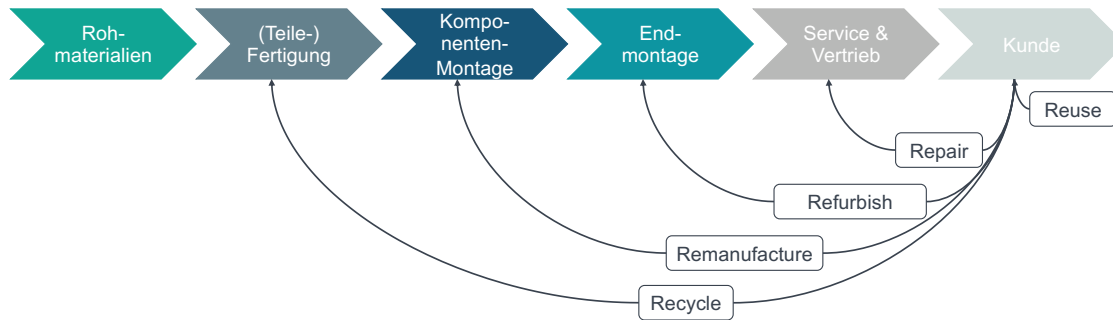 Roh-
materialien
(Teile-)
Fertigung
Kompo-
nenten-
Montage
End-
montage
Service &
Vertrieb
Kunde
Reuse
Repair
Refurbish
Remanufacture
Recycle